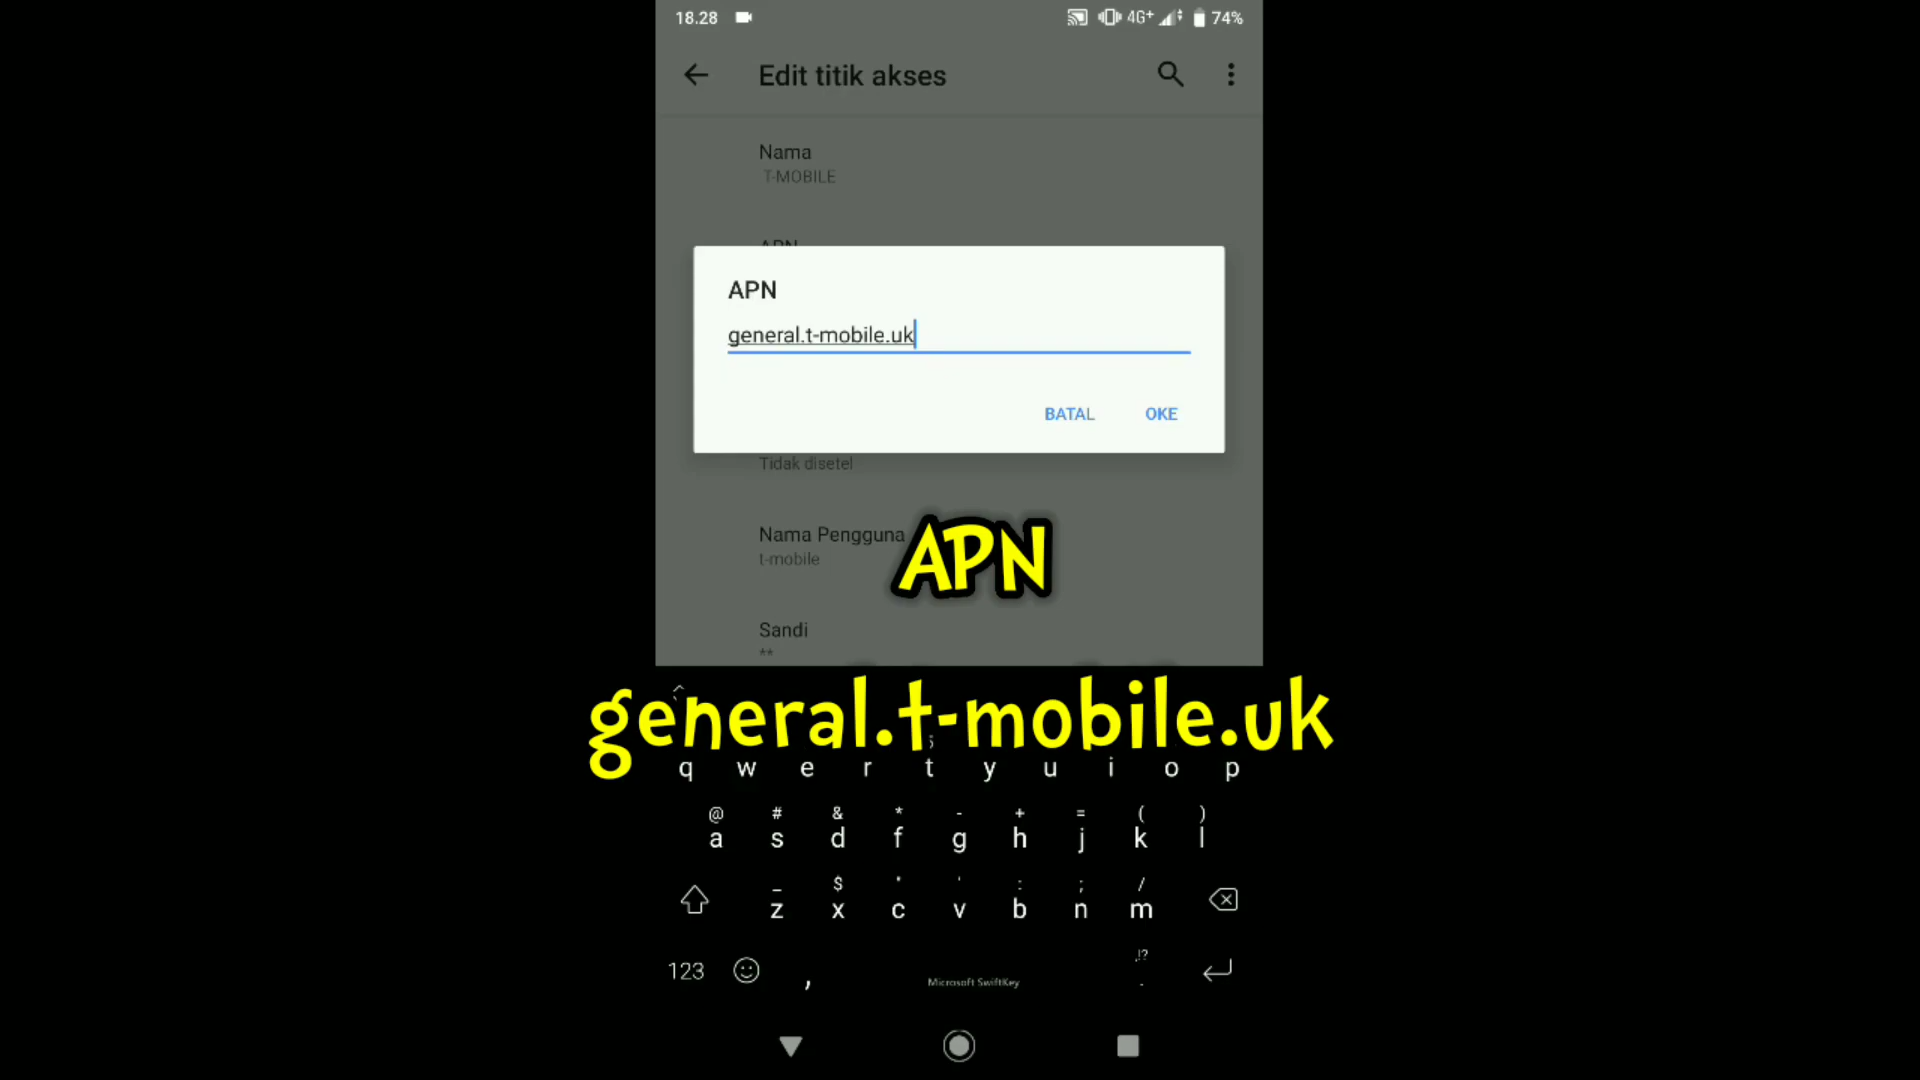 18.28
4G+ 74%
Edit titik akses
Nama
T-MOBILE
APN
APN
general.t-mobile.uk
BATAL OKE
Tidak disetel
Nama Pengguna
t-mobile
APN
Sandi
**
general.t-mobile.uk
q w e r t y u i o p
@ # & * - + = ( )
a s d f g h j k l
_ $ " ' : ; /
z x c v b n m
,!?
123 , Microsoft SwiftKey .